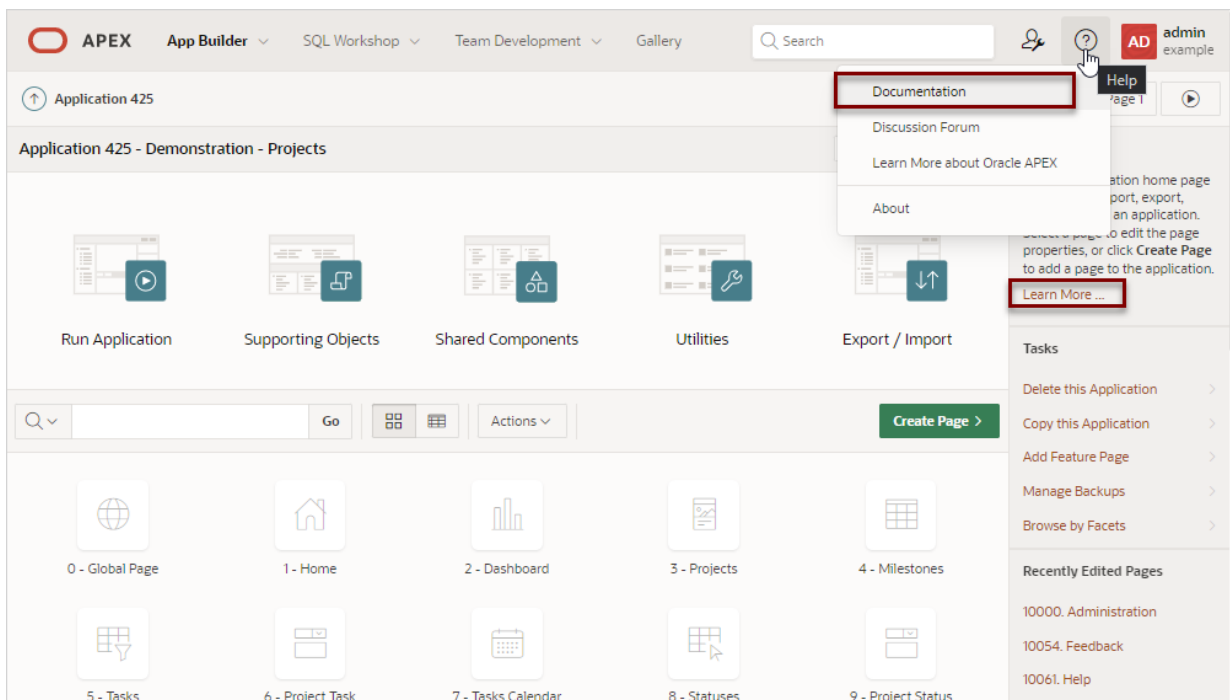 APEX App Builder SQL Workshop Team Development Gallery Search AD admin
example
Help
Application 425 Documentation Page 1
Discussion Forum
Application 425 - Demonstration - Projects
Learn More about Oracle APEX
About
ation home page
port, export,
an application.
to edit the page
properties, or click Create Page
to add a page to the application.
Learn More ...
Run Application Supporting Objects Shared Components Utilities Export / Import
Tasks
Delete this Application
Go Actions Create Page >
Copy this Application
Add Feature Page
Manage Backups
Browse by Facets
0 - Global Page 1 - Home 2 - Dashboard 3 - Projects 4 - Milestones
Recently Edited Pages
10000. Administration
10054. Feedback
10061. Help
5 - Tasks 6 - Project Task 7 - Tasks Calendar 8 - Statuses 9 - Project Status